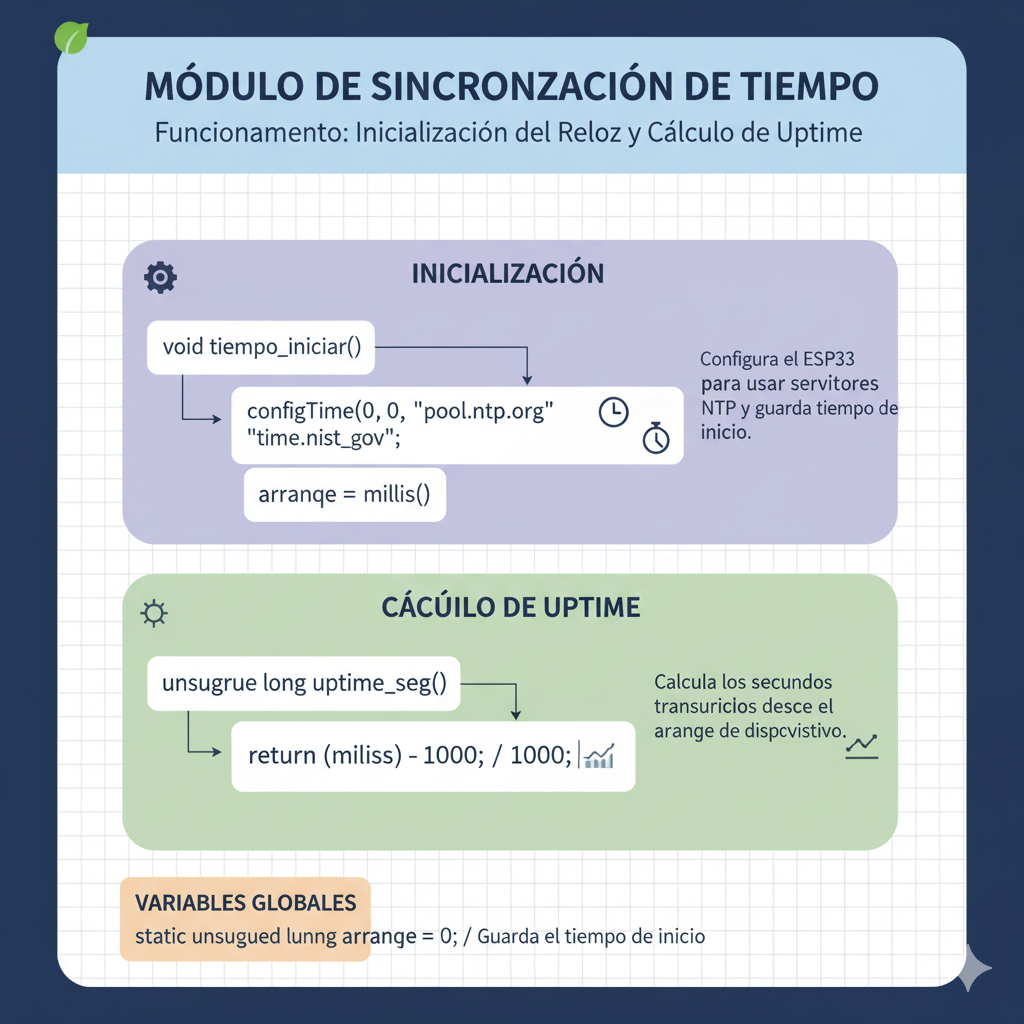 MÓDULO DE SINCRONZACIÓN DE TIEMPO
Funcionamento: Inicialización del Reloz y Cálculo de Uptime
INICIALIZACIÓN
void tiempo_iniciar()
configTime(0, 0, "pool.ntp.org"
"time.nist_gov";
arranqe = millis()
Configura el ESP33
para usar servitores
NTP y guarda tiempo de
inicio.
CÁCÚILO DE UPTIME
unsugrue long uptime_seg()
return (miliss) - 1000; / 1000;
Calcula los secundos
transuricios desce el
arange de dispcvistivo.
VARIABLES GLOBALES
static unsugued lunng arranqe = 0; / Guarda el tiempo de inicio